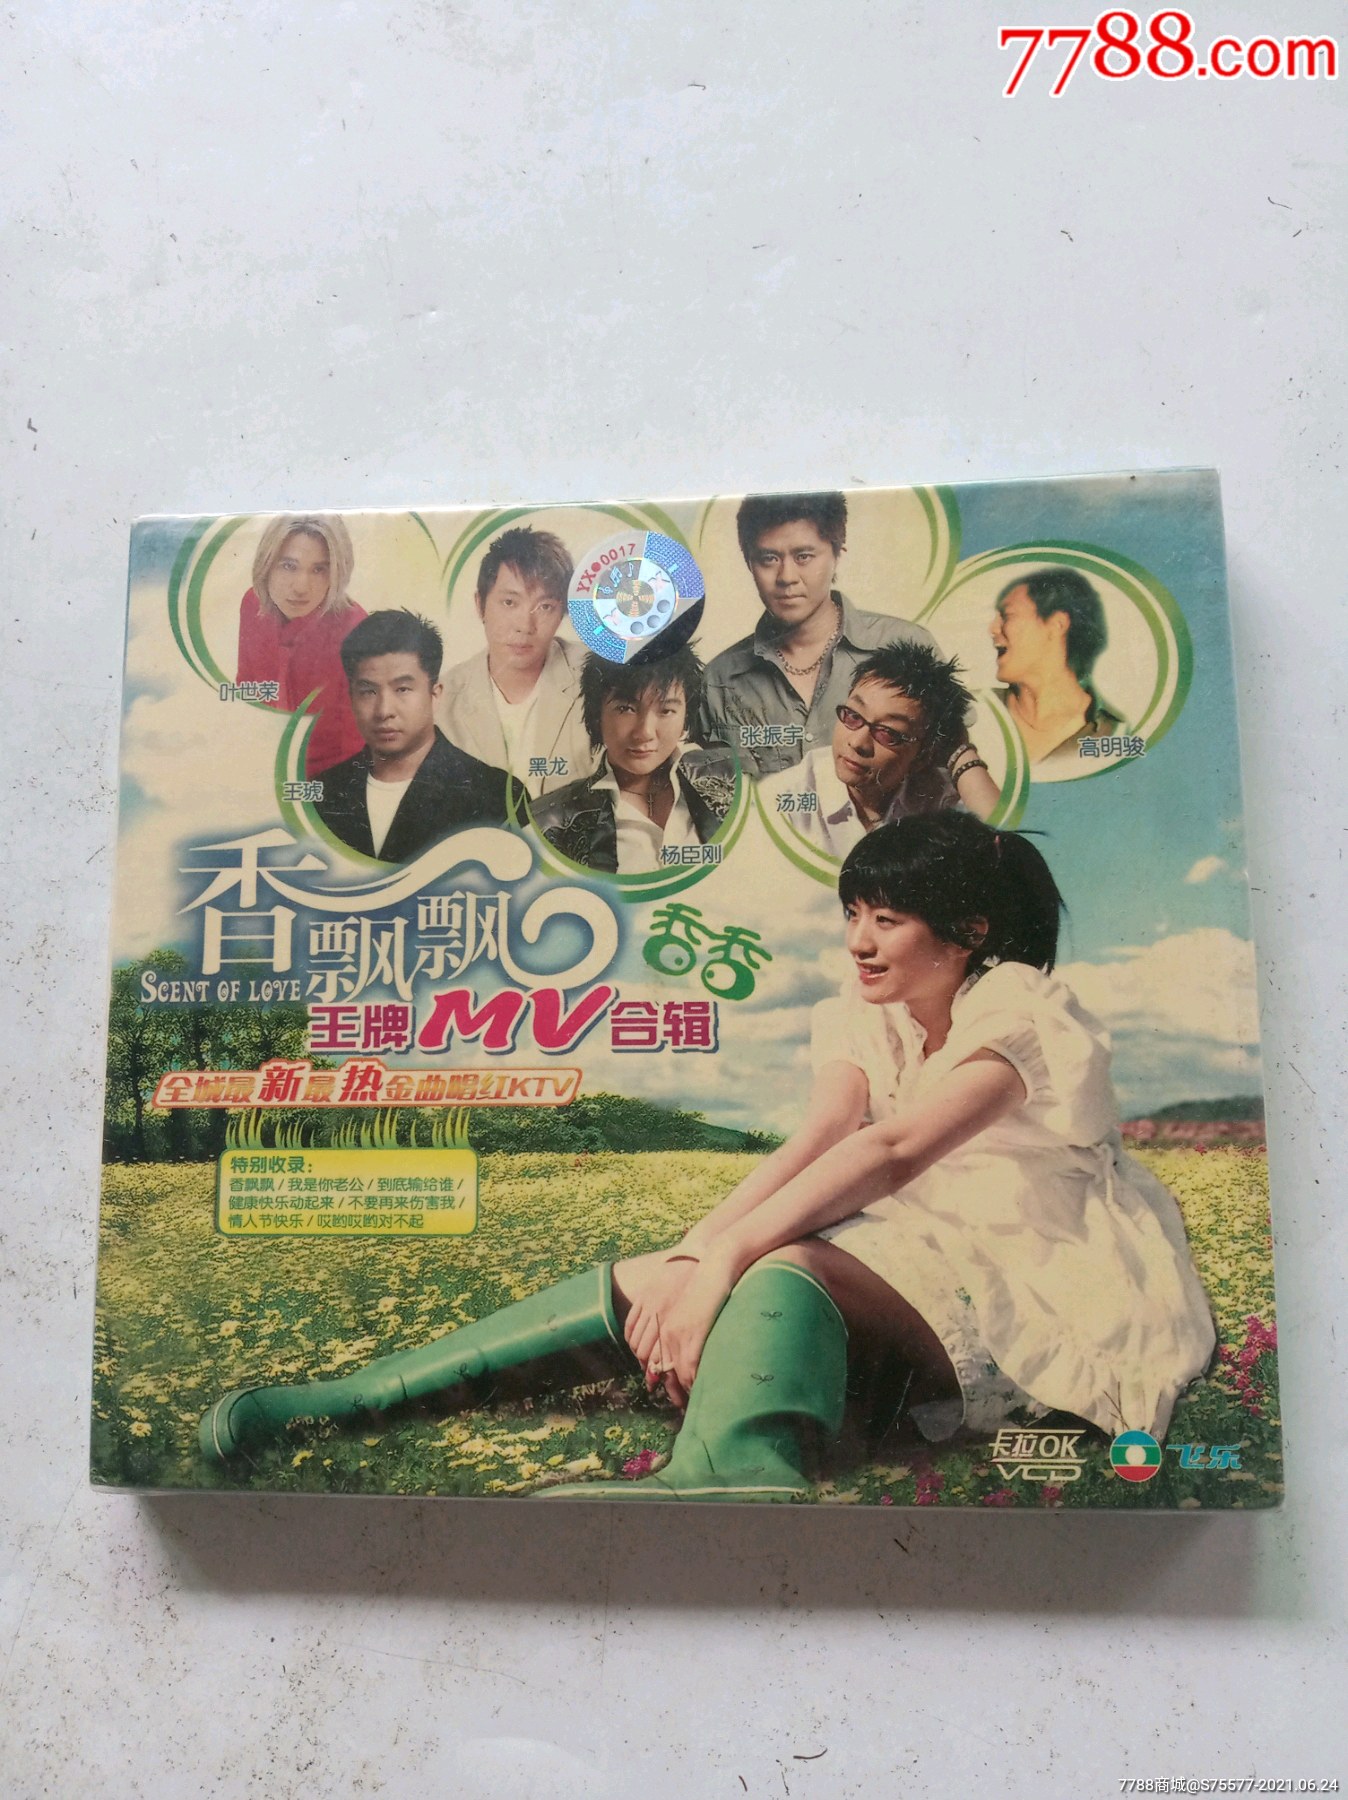 7788.com
YX●0017
叶世荣
王琥
黑龙
杨臣刚
张振宇
汤潮
高明骏
香飘飘
SCENT OF LOVE
香香
王牌MV合辑
全城最新最热金曲唱红KTV
特别收录：
香飘飘/我是你老公/到底输给谁/
健康快乐动起来/不要再来伤害我/
情人节快乐/哎哟哎哟对不起
卡拉OK
VCD
飞乐
7788商城@S75577-2021.06.24